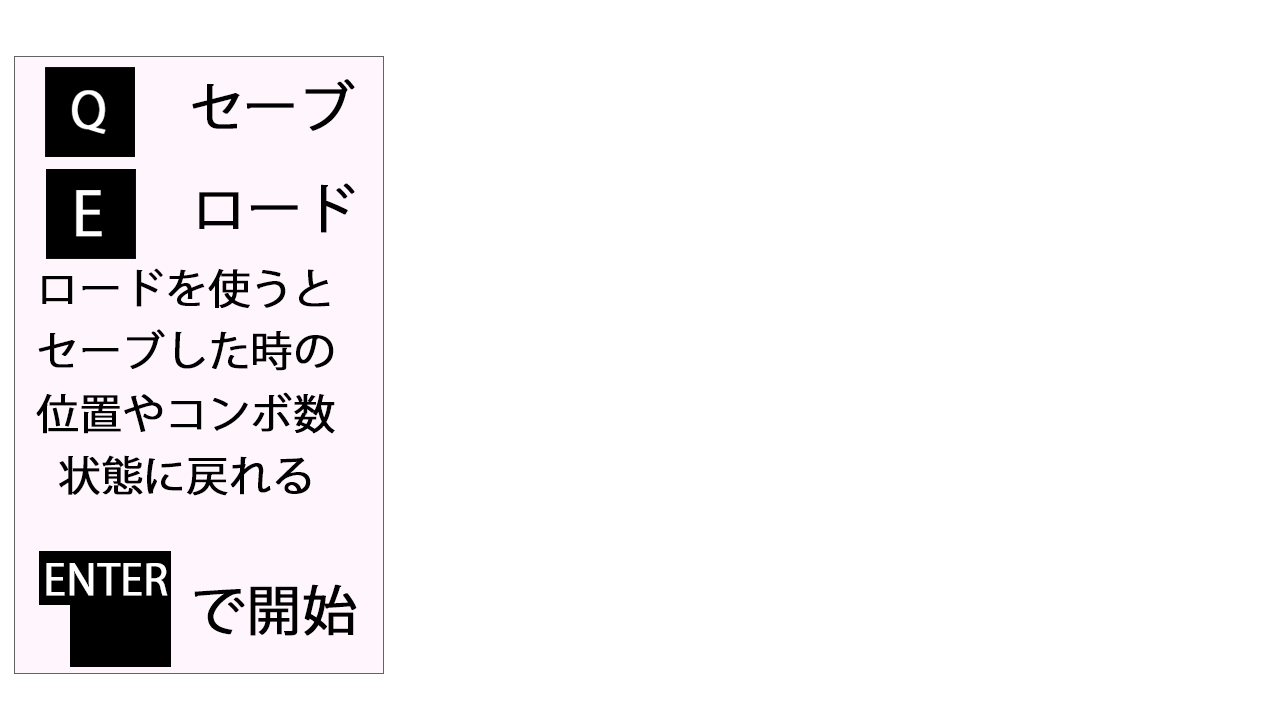 Q セーブ
E ロード
ロードを使うと
セーブした時の
位置やコンボ数
状態に戻れる
ENTER で開始